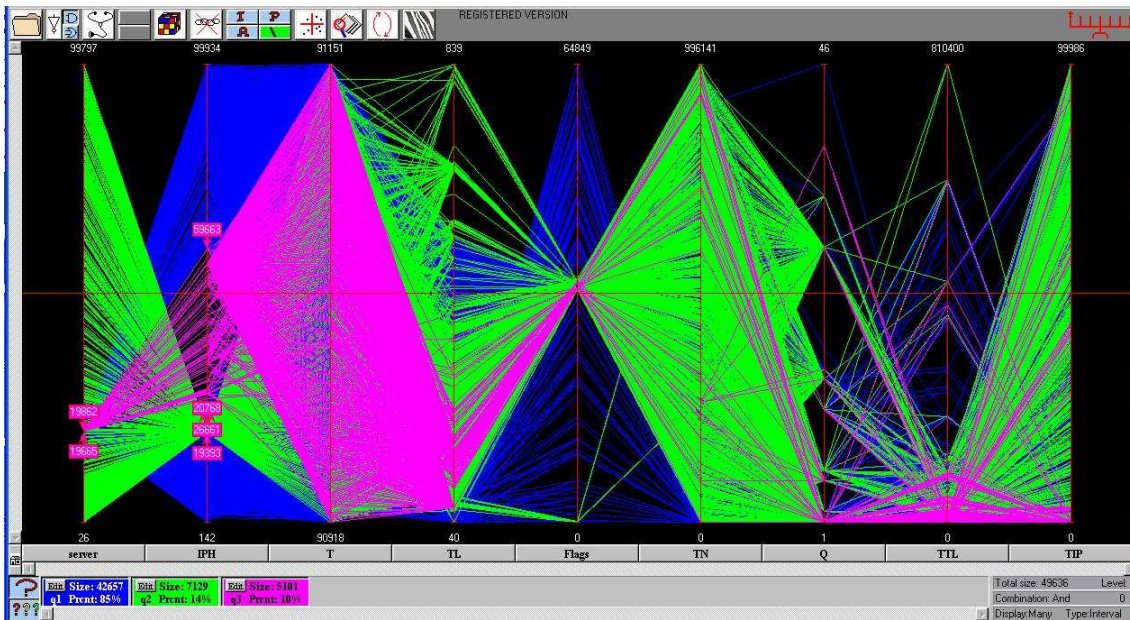 REGISTERED VERSION
I P
A \
99797 99934 91151 839 64849 996141 46 810400 99986
59663
19862
20768
26661
19665
19393
26 142 90918 40 0 0 1 0 0
server IPH T TL Flags TN Q TTL TIP
? Edit Size: 42657 Edit Size: 7129 Edit Size: 5101
q1 Prcnt: 85% q2 Prcnt: 14% q3 Prcnt: 10%
???
Total size: 49636 Level
Combination: And 0
Display:Many Type:Interval